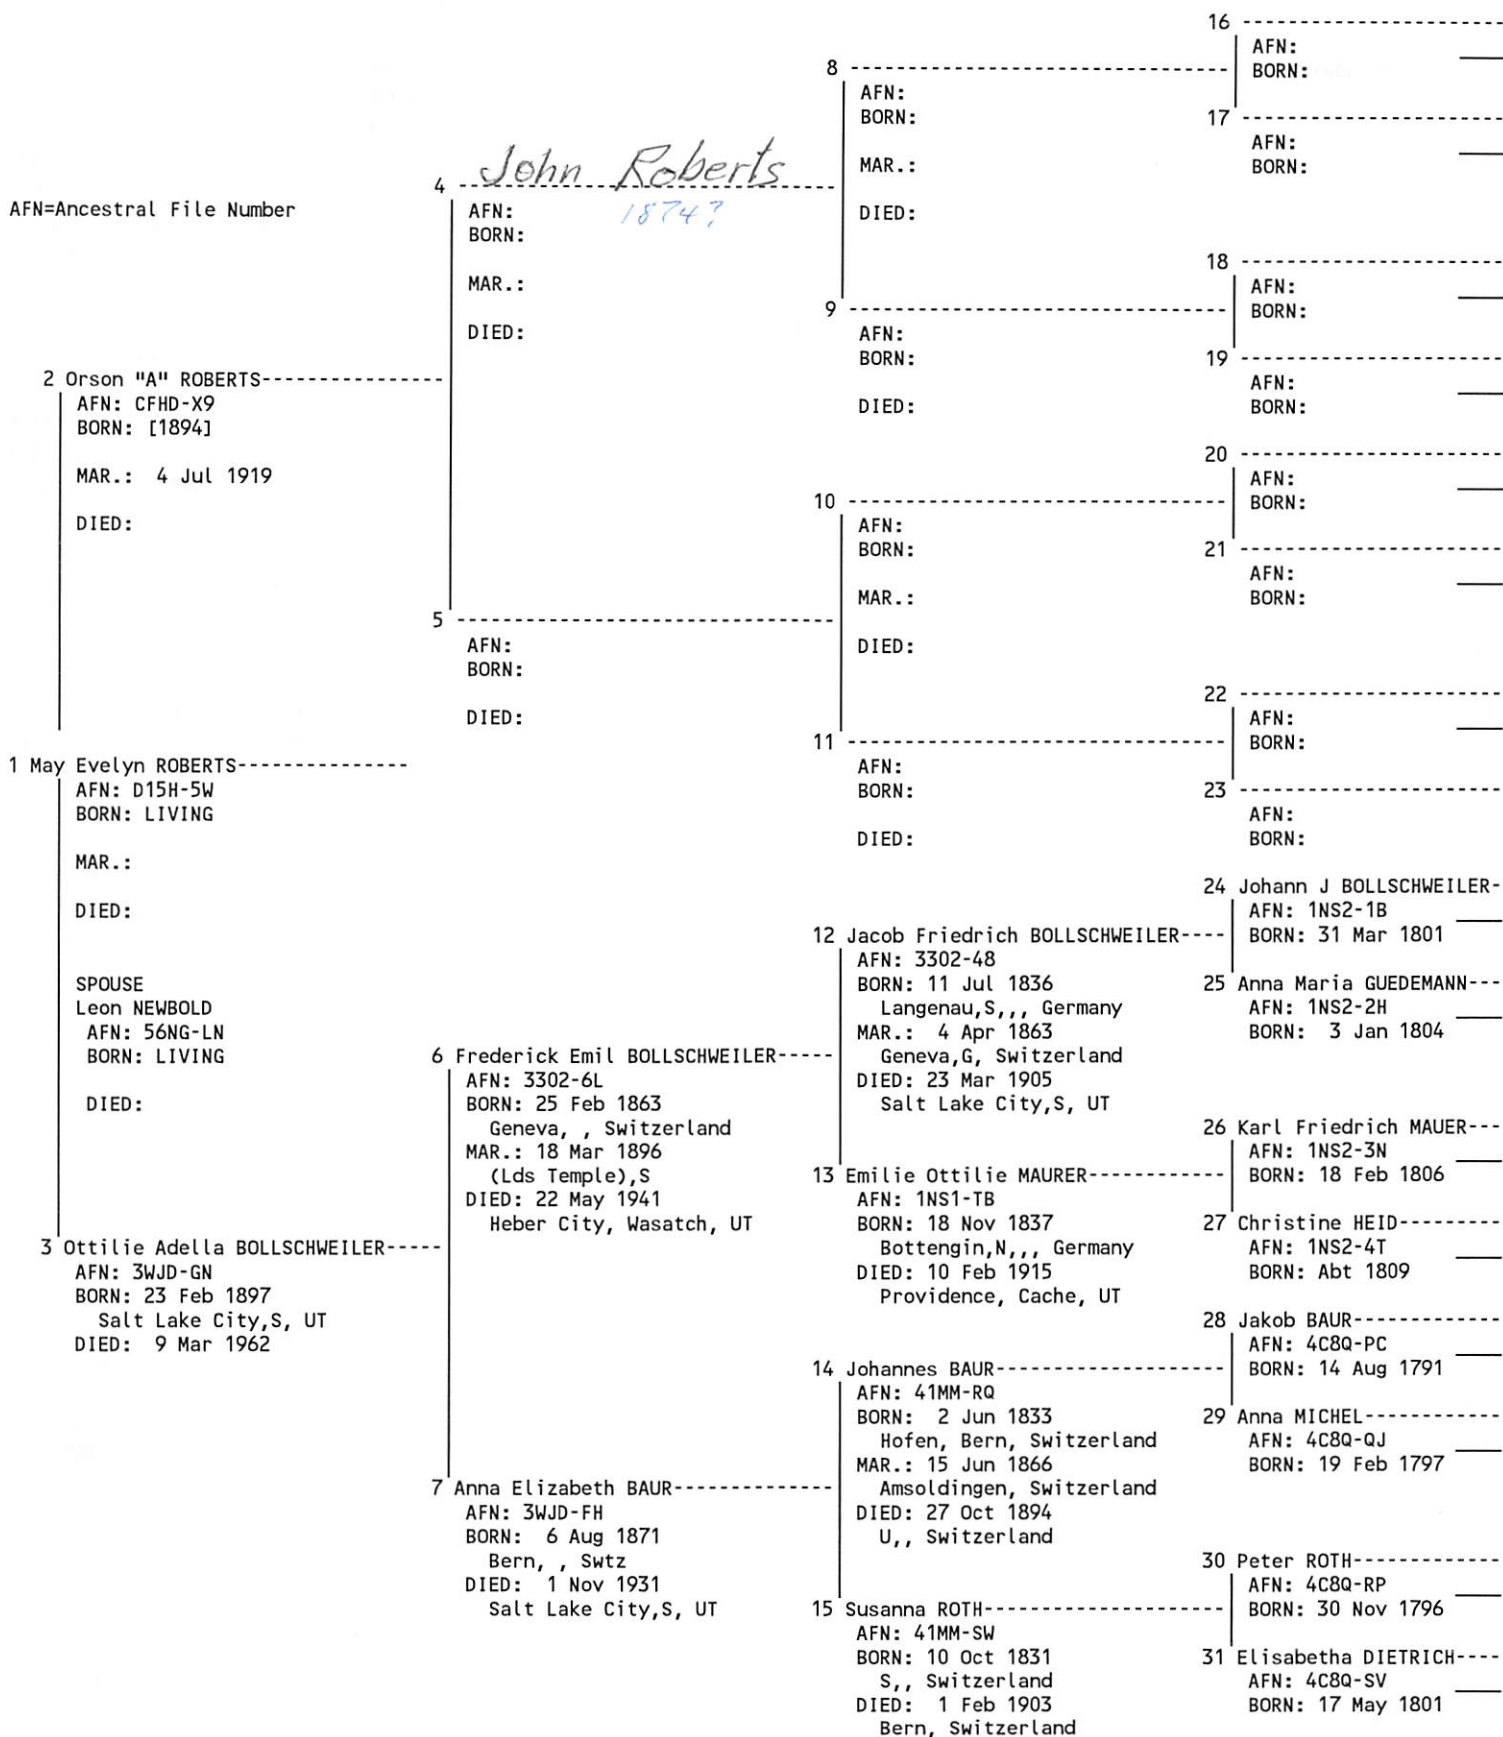 AFN=Ancestral File Number
1 May Evelyn ROBERTS
AFN: D15H-5W
BORN: LIVING
MAR.:
DIED:
SPOUSE
Leon NEWBOLD
AFN: 56NG-LN
BORN: LIVING
DIED:
2 Orson "A" ROBERTS
AFN: CFHD-X9
BORN: [1894]
MAR.: 4 Jul 1919
DIED:
3 Ottilie Adella BOLLSCHWEILER
AFN: 3WJD-GN
BORN: 23 Feb 1897
Salt Lake City,S, UT
DIED: 9 Mar 1962
4 John Roberts
AFN: 1874?
BORN:
MAR.:
DIED:
5
AFN:
BORN:
DIED:
6 Frederick Emil BOLLSCHWEILER
AFN: 3302-6L
BORN: 25 Feb 1863
Geneva, , Switzerland
MAR.: 18 Mar 1896
(Lds Temple),S
DIED: 22 May 1941
Heber City, Wasatch, UT
7 Anna Elizabeth BAUR
AFN: 3WJD-FH
BORN: 6 Aug 1871
Bern, , Swtz
DIED: 1 Nov 1931
Salt Lake City,S, UT
8
AFN:
BORN:
MAR.:
DIED:
9
AFN:
BORN:
DIED:
10
AFN:
BORN:
MAR.:
DIED:
11
AFN:
BORN:
DIED:
12 Jacob Friedrich BOLLSCHWEILER
AFN: 3302-48
BORN: 11 Jul 1836
Langenau,S,,, Germany
MAR.: 4 Apr 1863
Geneva,G, Switzerland
DIED: 23 Mar 1905
Salt Lake City,S, UT
13 Emilie Ottilie MAURER
AFN: 1NS1-TB
BORN: 18 Nov 1837
Bottengin,N,,, Germany
DIED: 10 Feb 1915
Providence, Cache, UT
14 Johannes BAUR
AFN: 41MM-RQ
BORN: 2 Jun 1833
Hofen, Bern, Switzerland
MAR.: 15 Jun 1866
Amsoldingen, Switzerland
DIED: 27 Oct 1894
U,, Switzerland
15 Susanna ROTH
AFN: 41MM-SW
BORN: 10 Oct 1831
S,, Switzerland
DIED: 1 Feb 1903
Bern, Switzerland
16
AFN:
BORN:
17
AFN:
BORN:
18
AFN:
BORN:
19
AFN:
BORN:
20
AFN:
BORN:
21
AFN:
BORN:
22
AFN:
BORN:
23
AFN:
BORN:
24 Johann J BOLLSCHWEILER
AFN: 1NS2-1B
BORN: 31 Mar 1801
25 Anna Maria GUEDEMANN
AFN: 1NS2-2H
BORN: 3 Jan 1804
26 Karl Friedrich MAUER
AFN: 1NS2-3N
BORN: 18 Feb 1806
27 Christine HEID
AFN: 1NS2-4T
BORN: Abt 1809
28 Jakob BAUR
AFN: 4C8Q-PC
BORN: 14 Aug 1791
29 Anna MICHEL
AFN: 4C8Q-QJ
BORN: 19 Feb 1797
30 Peter ROTH
AFN: 4C8Q-RP
BORN: 30 Nov 1796
31 Elisabetha DIETRICH
AFN: 4C8Q-SV
BORN: 17 May 1801